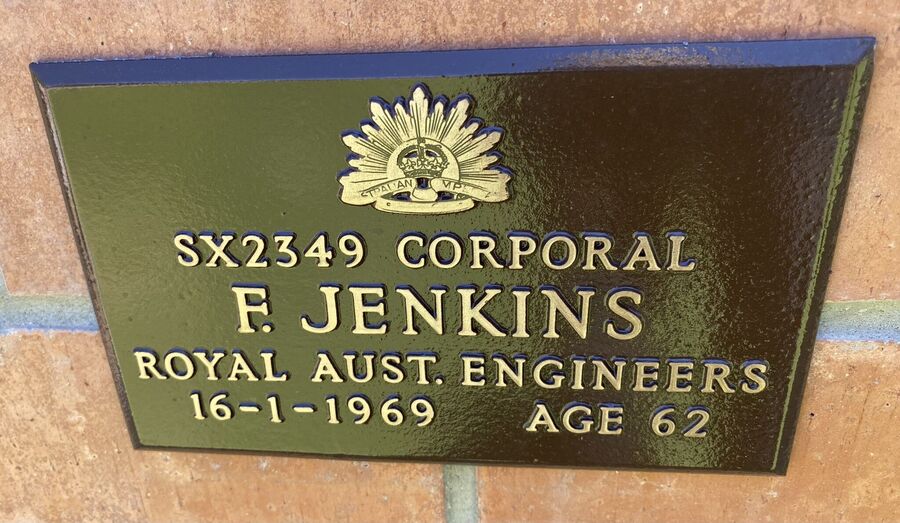 SX2349 CORPORAL
F. JENKINS
ROYAL AUST. ENGINEERS
16-1-1969 AGE 62